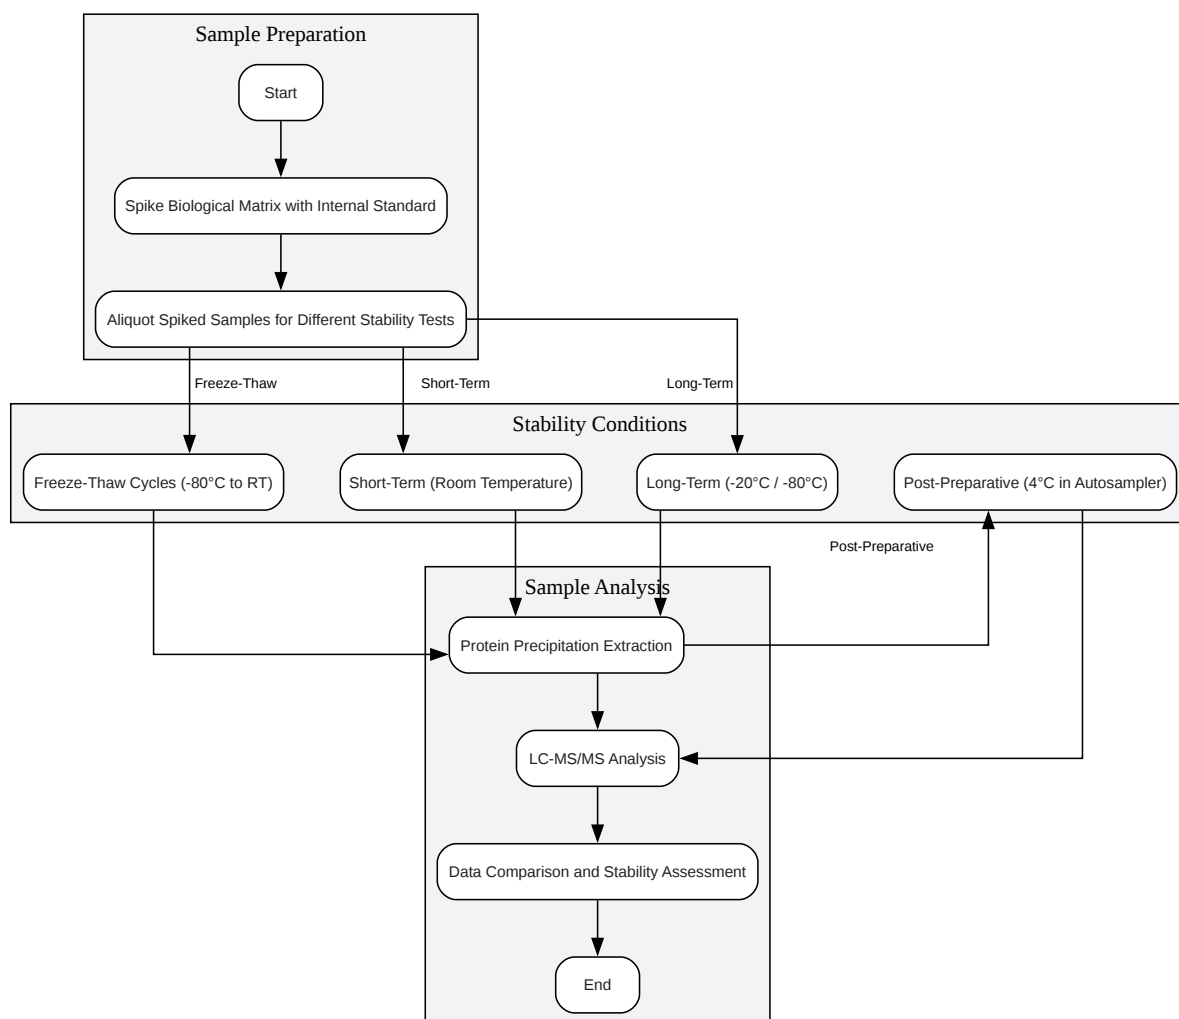 Sample Preparation
Start
Spike Biological Matrix with Internal Standard
Aliquot Spiked Samples for Different Stability Tests
Freeze-Thaw
Short-Term
Long-Term
Stability Conditions
Freeze-Thaw Cycles (-80°C to RT)
Short-Term (Room Temperature)
Long-Term (-20°C / -80°C)
Post-Preparative (4°C in Autosampler)
Post-Preparative
Sample Analysis
Protein Precipitation Extraction
LC-MS/MS Analysis
Data Comparison and Stability Assessment
End